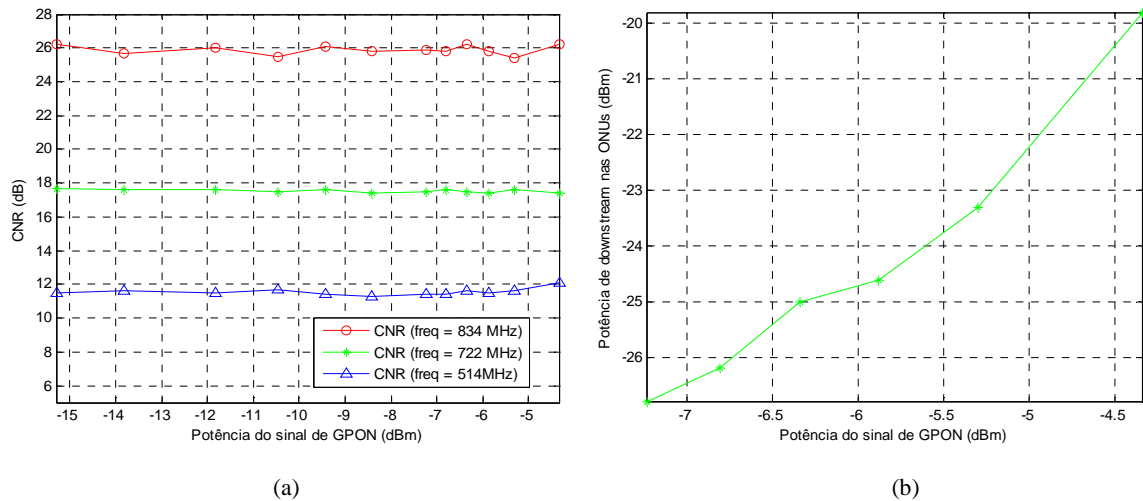 28
26
24
22
20
18
16
14
12
10
8
6
CNR (dB)
-15 -14 -13 -12 -11 -10 -9 -8 -7 -6 -5
Potência do sinal de GPON (dBm)
CNR (freq = 834 MHz)
CNR (freq = 722 MHz)
CNR (freq = 514MHz)
(a)
-20
-21
-22
-23
-24
-25
-26
Potência de downstream nas ONUs (dBm)
-7 -6.5 -6 -5.5 -5 -4.5
Potência do sinal de GPON (dBm)
(b)